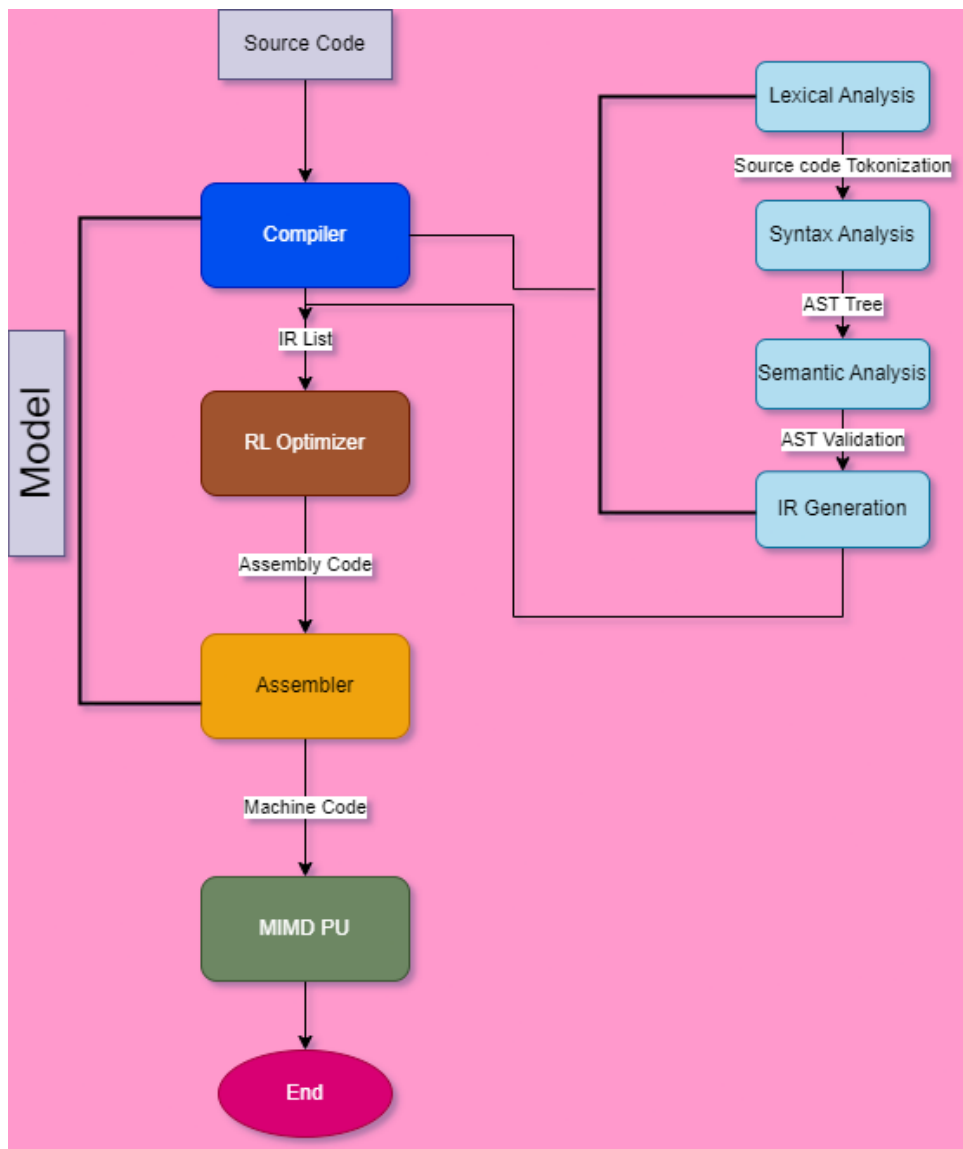 Source Code
Compiler
IR List
RL Optimizer
Assembly Code
Assembler
Machine Code
MIMD PU
End
Model
Lexical Analysis
Source code Tokonization
Syntax Analysis
AST Tree
Semantic Analysis
AST Validation
IR Generation